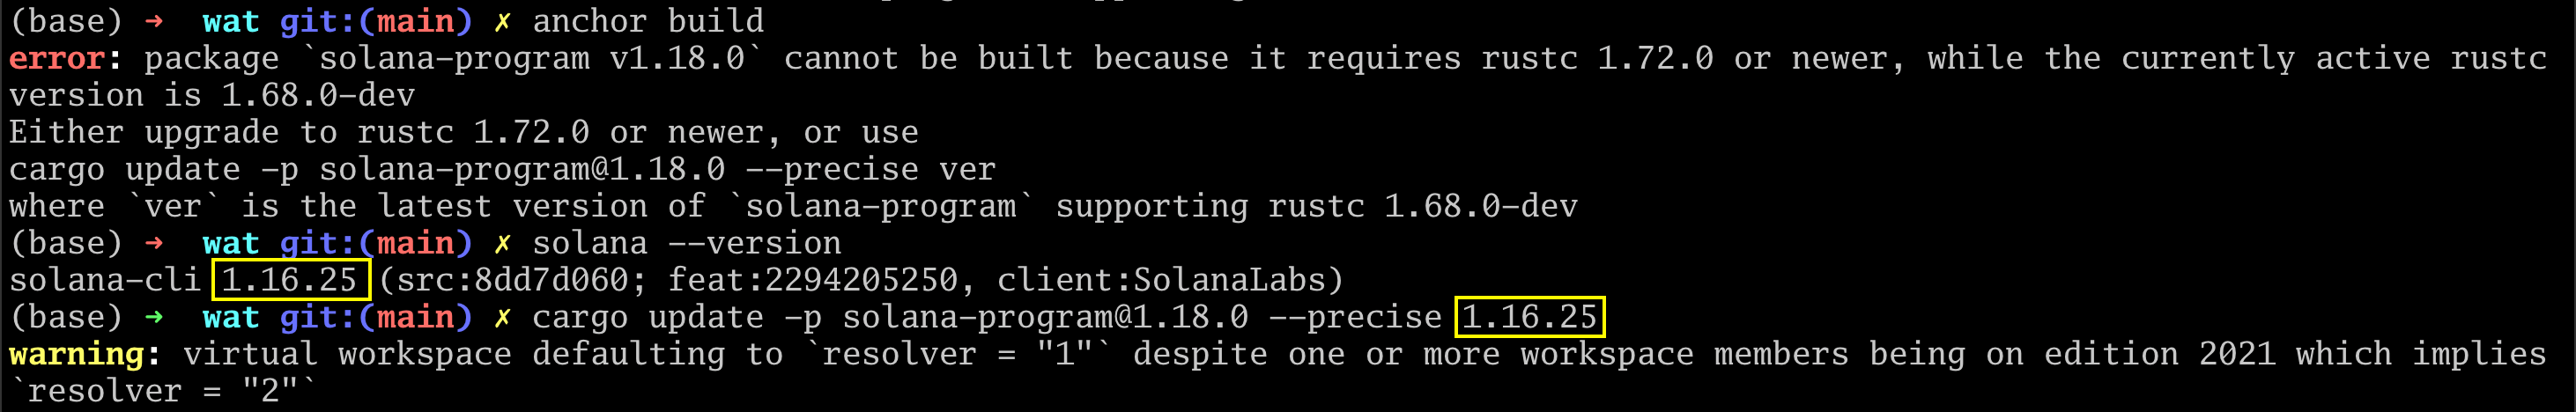 (base) → wat git:(main) ✗ anchor build
error: package `solana-program v1.18.0` cannot be built because it requires rustc 1.72.0 or newer, while the currently active rustc
version is 1.68.0-dev
Either upgrade to rustc 1.72.0 or newer, or use
cargo update -p solana-program@1.18.0 --precise ver
where `ver` is the latest version of `solana-program` supporting rustc 1.68.0-dev
(base) → wat git:(main) ✗ solana --version
solana-cli 1.16.25 (src:8dd7d060; feat:2294205250, client:SolanaLabs)
(base) → wat git:(main) ✗ cargo update -p solana-program@1.18.0 --precise 1.16.25
warning: virtual workspace defaulting to `resolver = "1"` despite one or more workspace members being on edition 2021 which implies
`resolver = "2"`